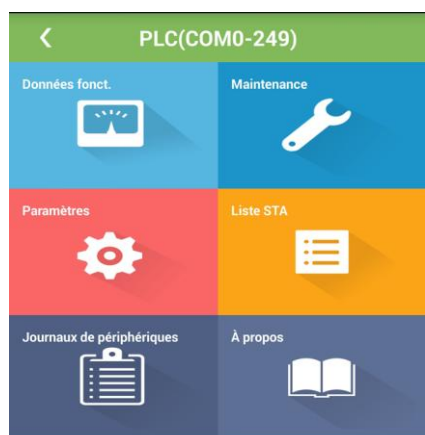 PLC(COM0-249)
Données fonct.
Maintenance
Paramètres
Liste STA
Journaux de périphériques
À propos